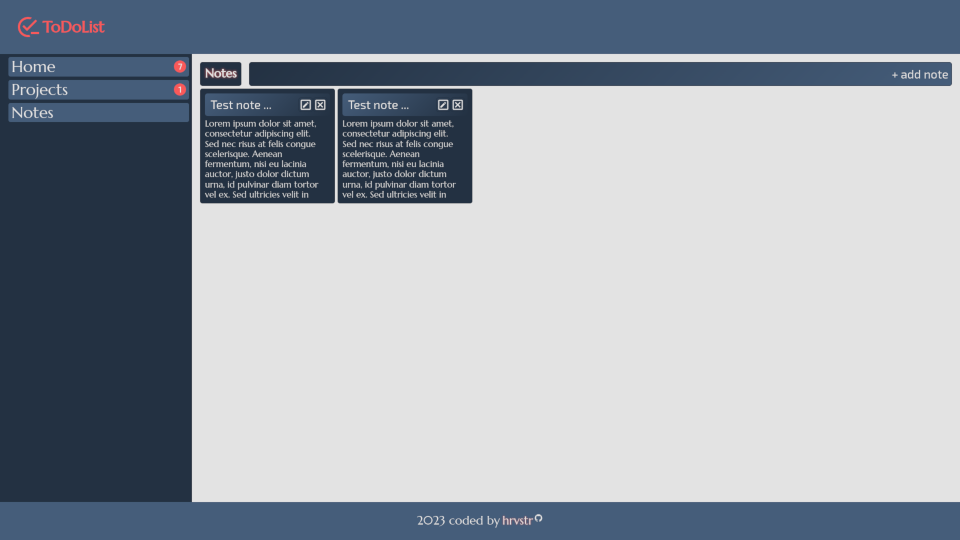 ToDoList
Home 7
Projects 1
Notes
Notes
+ add note
Test note ...
Lorem ipsum dolor sit amet,
consectetur adipiscing elit.
Sed nec risus at felis congue
scelerisque. Aenean
fermentum, nisi eu lacinia
auctor, justo dolor dictum
urna, id pulvinar diam tortor
vel ex. Sed ultricies velit in
Test note ...
Lorem ipsum dolor sit amet,
consectetur adipiscing elit.
Sed nec risus at felis congue
scelerisque. Aenean
fermentum, nisi eu lacinia
auctor, justo dolor dictum
urna, id pulvinar diam tortor
vel ex. Sed ultricies velit in
2023 coded by hrvstr